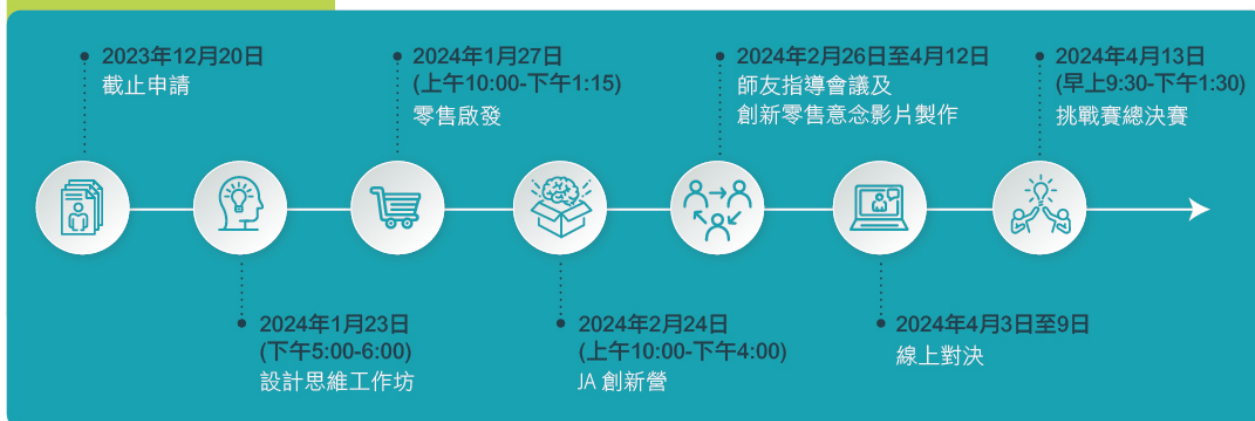 2023年12月20日
截止申請
2024年1月23日
(下午5:00-6:00)
設計思維工作坊
2024年1月27日
(上午10:00-下午1:15)
零售啟發
2024年2月24日
(上午10:00-下午4:00)
JA 創新營
2024年2月26日至4月12日
師友指導會議及
創新零售意念影片製作
2024年4月3日至9日
線上對決
2024年4月13日
(早上9:30-下午1:30)
挑戰賽總決賽